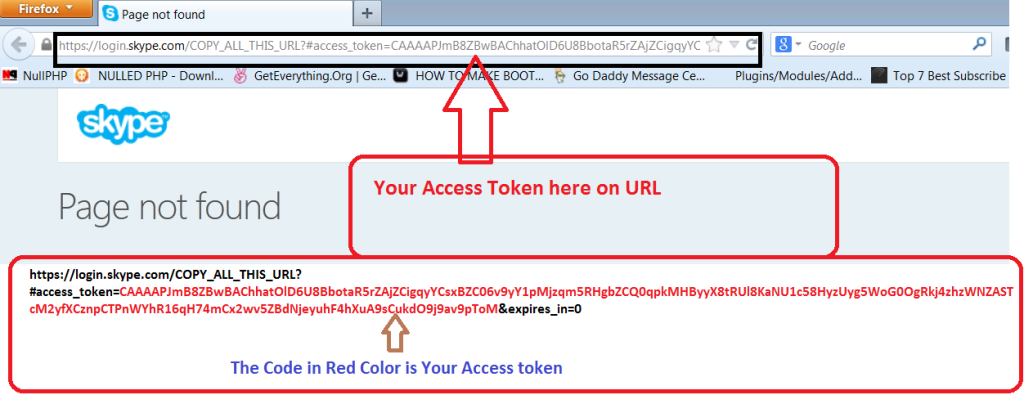 Firefox
Page not found
https://login.skype.com/COPY_ALL_THIS_URL?#access_token=CAAAAPJmB8ZBwBAChhatOlD6U8BbotaR5rZAjZCigqyYC
Google
NullPHP
NULLED PHP - Downl...
GetEverything.Org | Ge...
HOW TO MAKE BOOT...
Go Daddy Message Ce...
Plugins/Modules/Add...
Top 7 Best Subscribe
skype
Your Access Token here on URL
Page not found
https://login.skype.com/COPY_ALL_THIS_URL?
#access_token=CAAAAPJmB8ZBwBAChhatOlD6U8BbotaR5rZAjZCigqyYCsxBZC06v9yY1pMjzqm5RHgbZCQ0qpkMHByyX8tRUl8KaNU1c58HyzUyg5WoG0OgRkj4zhzWNZAST
cM2yfXCznpCTPnWYhR16qH74mCx2wv5ZBdNjeyuhF4hXuA9sCukdO9j9av9pToM&expires_in=0
The Code in Red Color is Your Access token